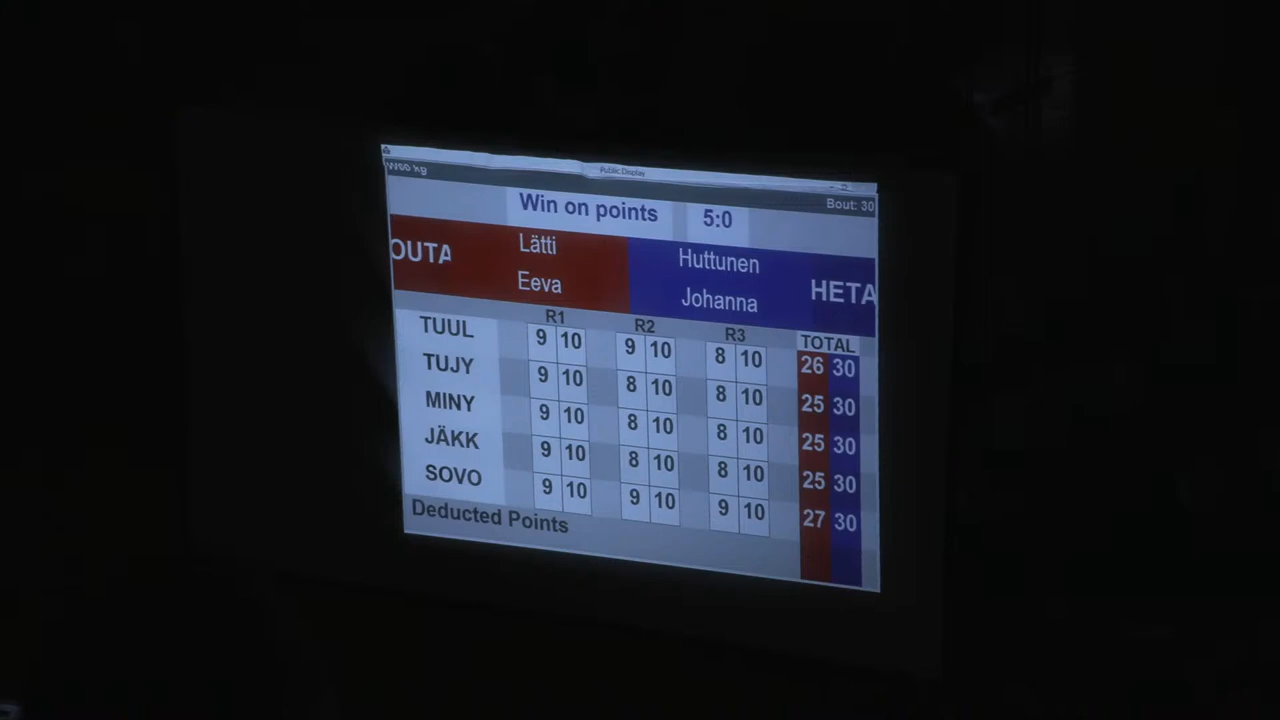 Public Display
Bout: 30
Win on points 5:0
OUTA Lätti Eeva
Huttunen Johanna HETA
R1 R2 R3 TOTAL
TUUL 9 10 9 10 8 10 26 30
TUJY 9 10 8 10 8 10 25 30
MINY 9 10 8 10 8 10 25 30
JÄKK 9 10 8 10 8 10 25 30
SOVO 9 10 9 10 9 10 27 30
Deducted Points